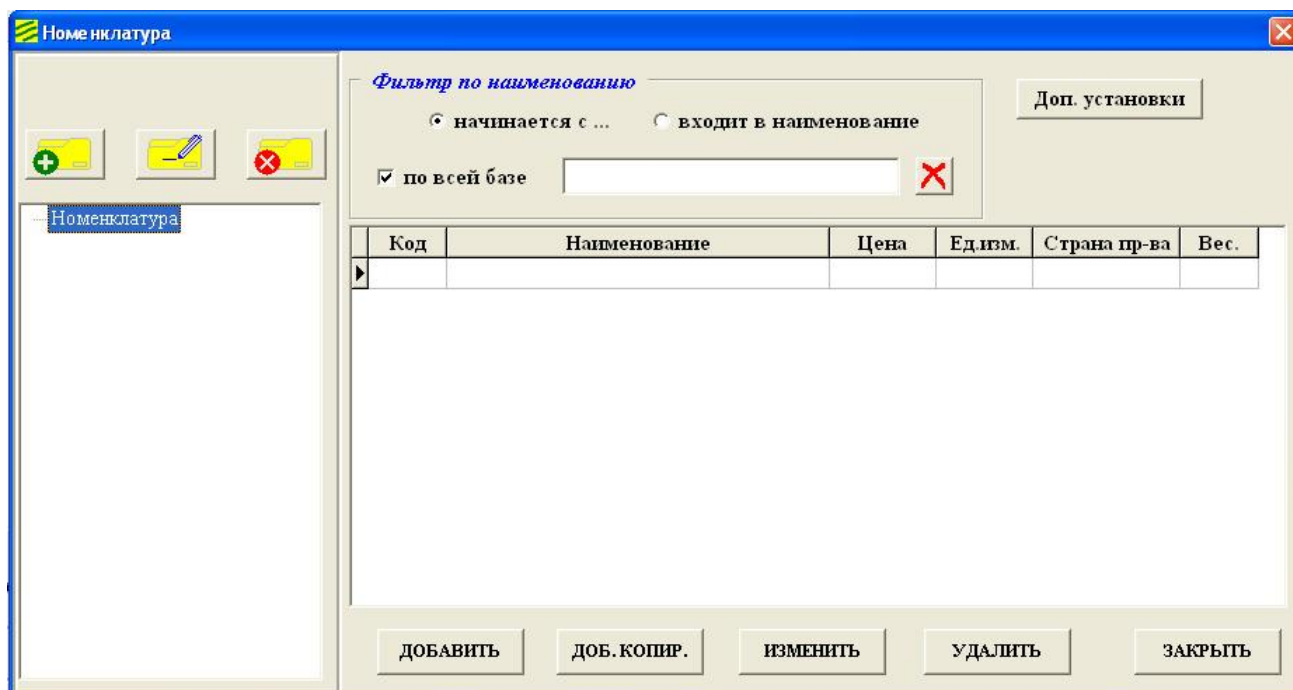 Номенклатура
Фильтр по наименованию
Доп. установки
начинается с ... входит в наименование
по всей базе
Номенклатура
Код Наименование Цена Ед.изм. Страна пр-ва Вес.
ДОБАВИТЬ ДОБ. КОПИР. ИЗМЕНИТЬ УДАЛИТЬ ЗАКРЫТЬ